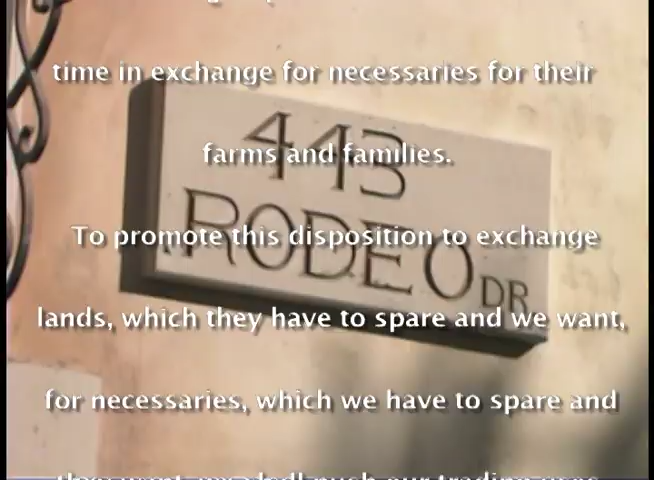 time in exchange for necessaries for their
443
farms and families.
RODEO DR
To promote this disposition to exchange
lands, which they have to spare and we want,
for necessaries, which we have to spare and